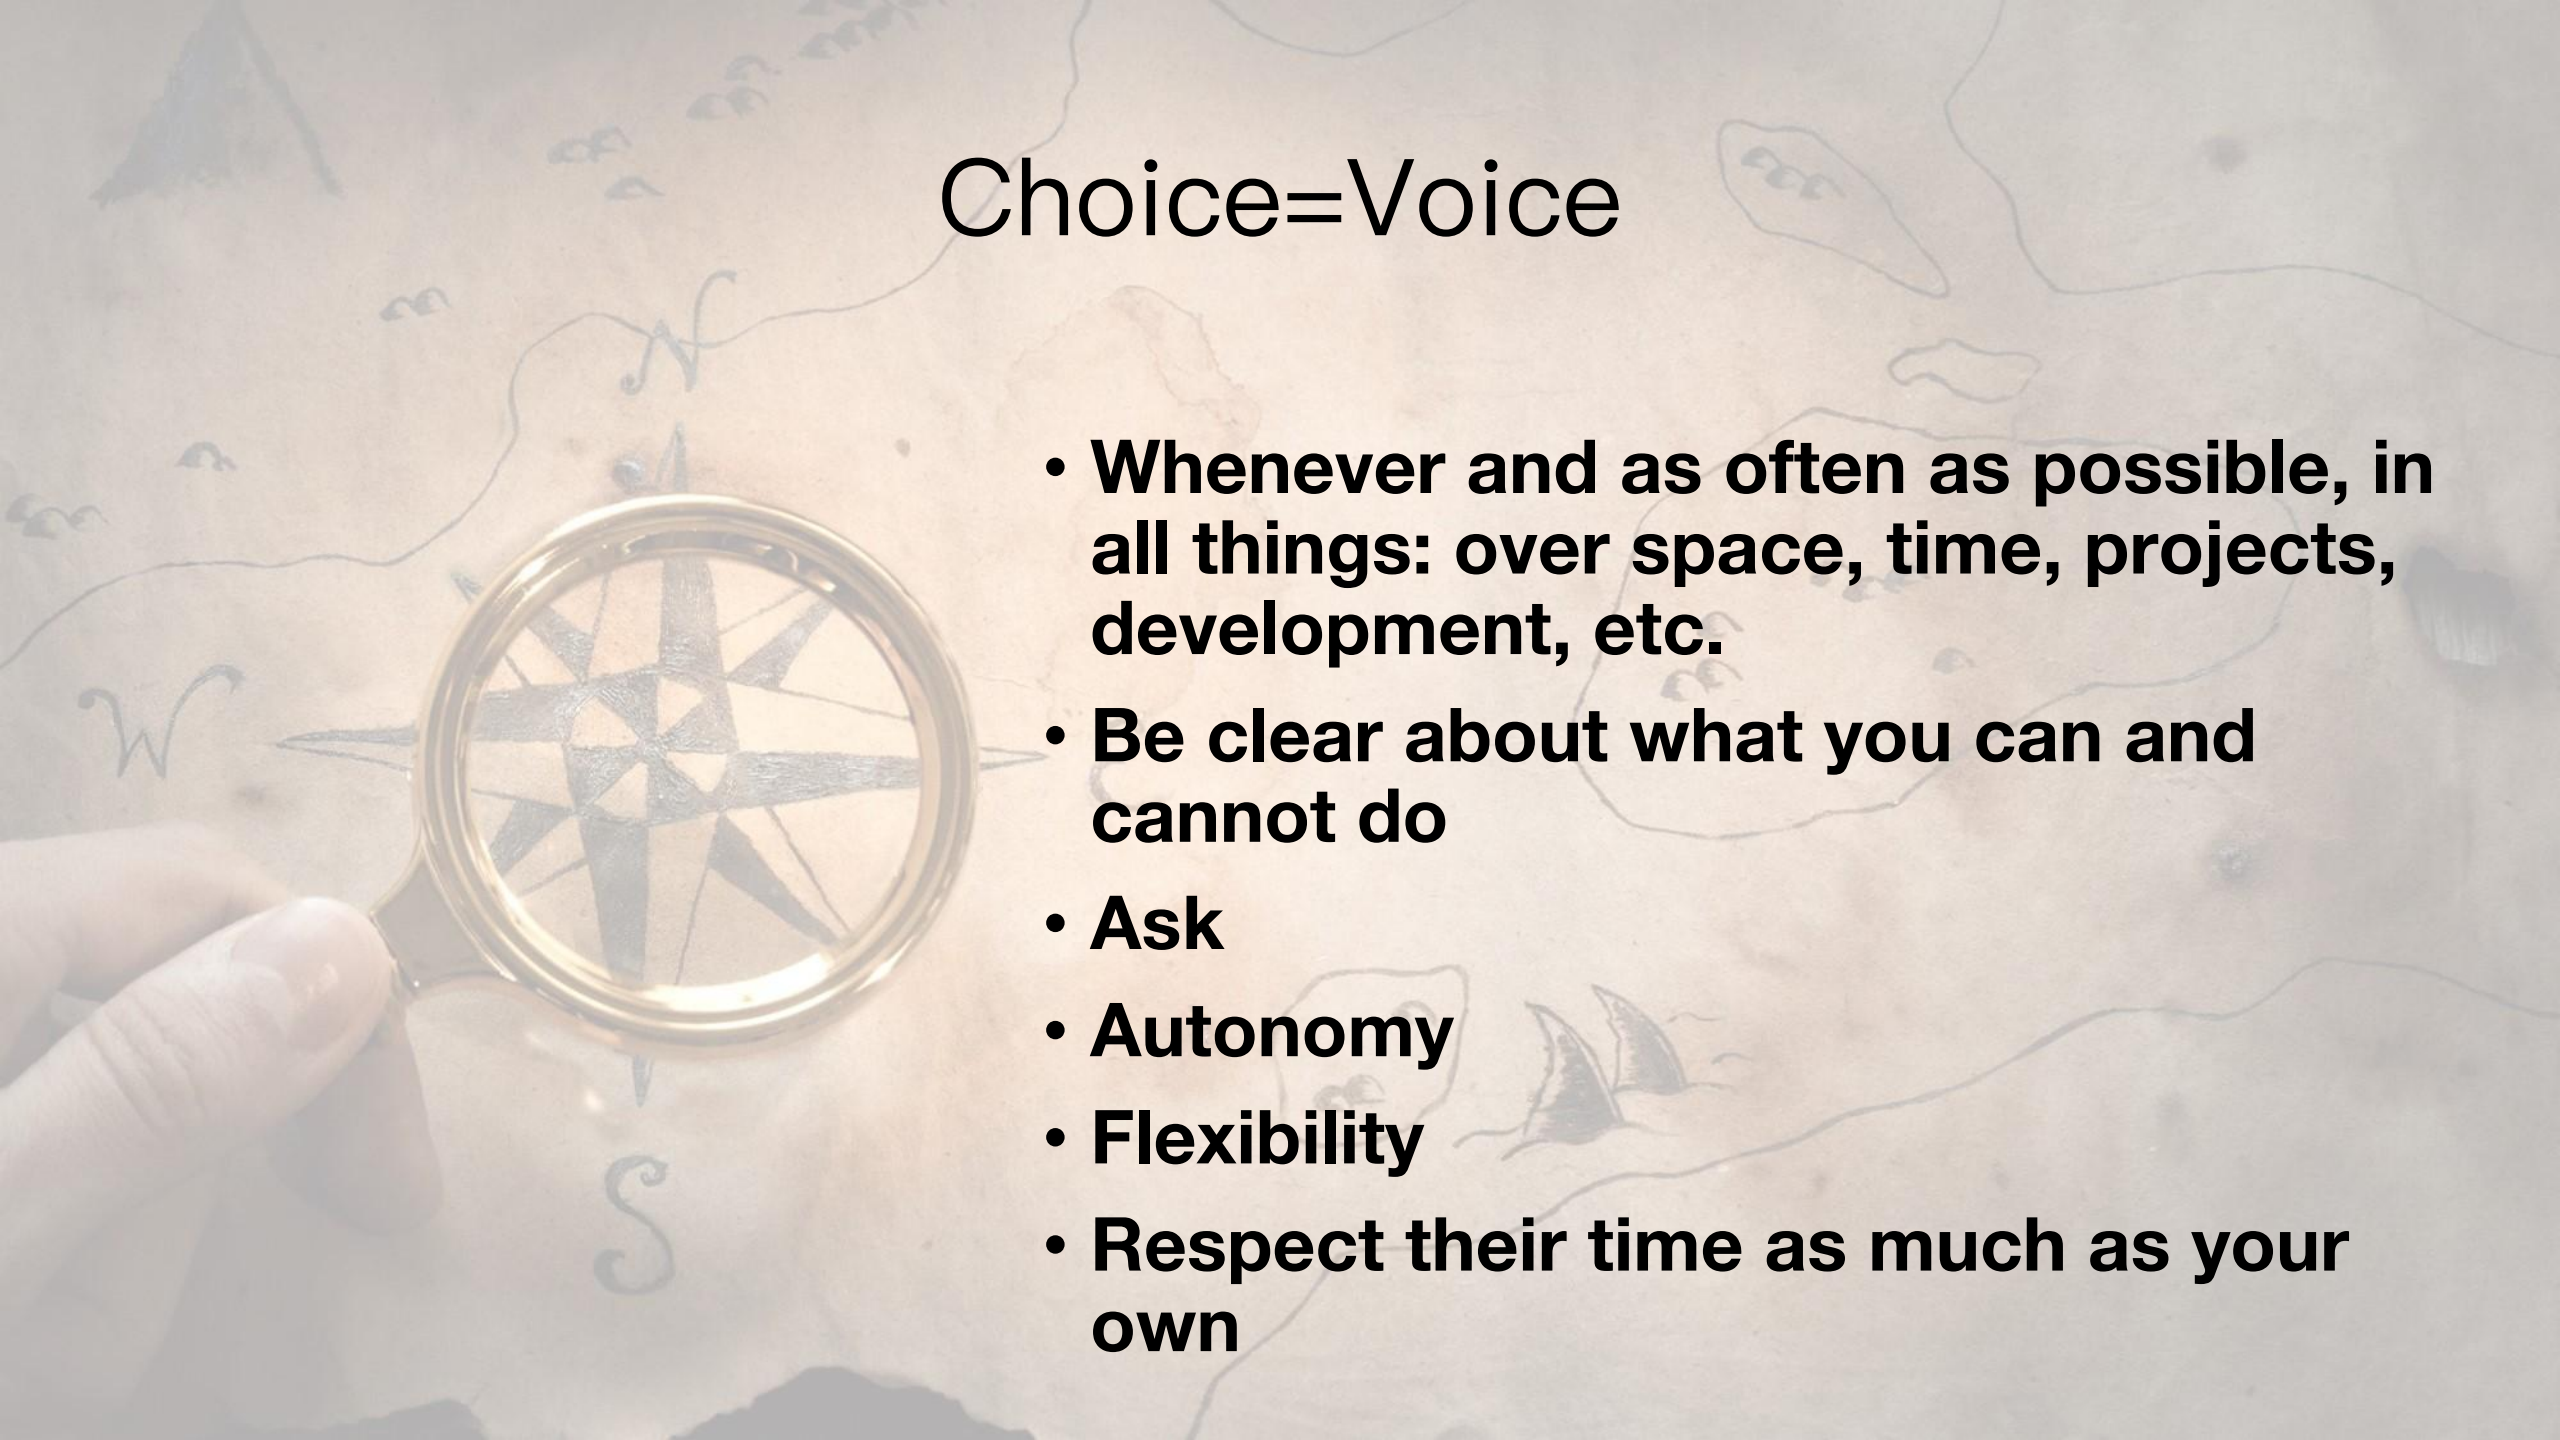 Choice=Voice
N
• Whenever and as often as possible, in
all things: over space, time, projects,
development, etc.
W
• Be clear about what you can and
cannot do
• Ask
• Autonomy
• Flexibility
S
• Respect their time as much as your
own